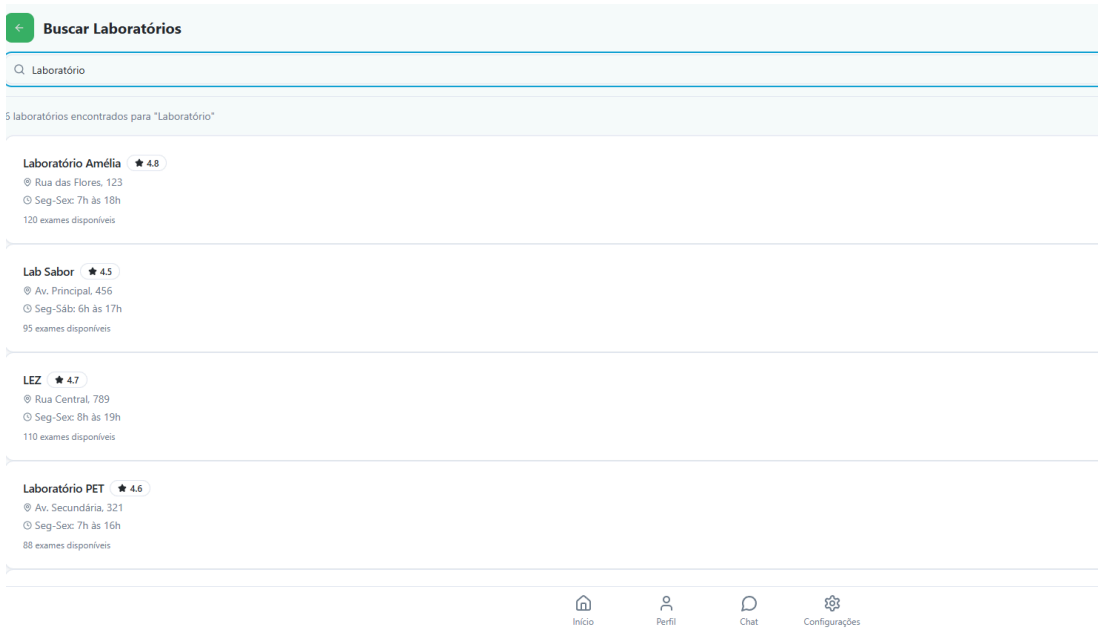 Buscar Laboratórios
Laboratório
6 laboratórios encontrados para "Laboratório"
Laboratório Amélia 4.8
Rua das Flores, 123
Seg-Sex: 7h às 18h
120 exames disponíveis
Lab Sabor 4.5
Av. Principal, 456
Seg-Sáb: 6h às 17h
95 exames disponíveis
LEZ 4.7
Rua Central, 789
Seg-Sex: 8h às 19h
110 exames disponíveis
Laboratório PET 4.6
Av. Secundária, 321
Seg-Sex: 7h às 16h
88 exames disponíveis
Início Perfil Chat Configurações